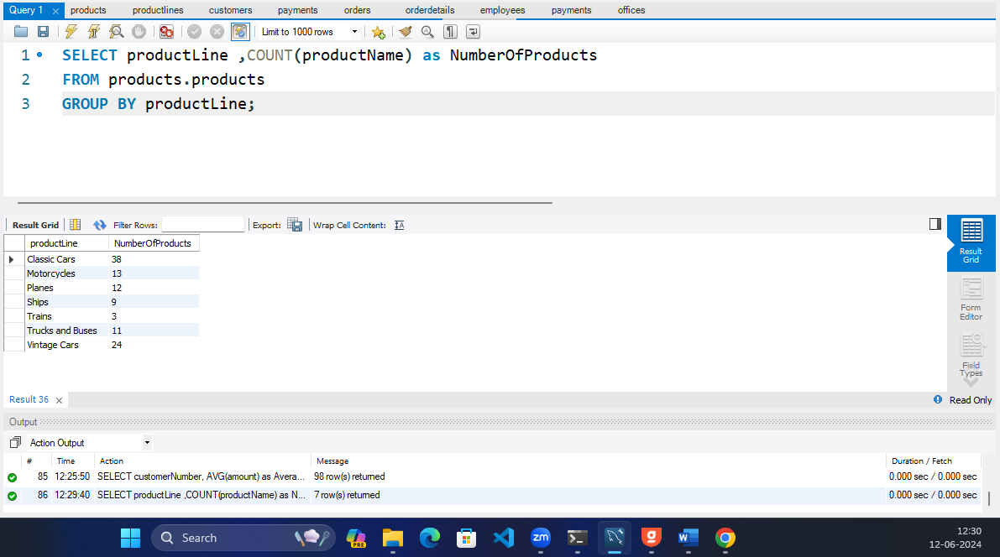 Query 1 products productlines customers payments orders orderdetails employees payments offices
Limit to 1000 rows
1 SELECT productLine ,COUNT(productName) as NumberOfProducts
2 FROM products.products
3 GROUP BY productLine;
Result Grid Filter Rows: Export: Wrap Cell Content: IA
productLine NumberOfProducts
Classic Cars 38
Motorcycles 13
Planes 12
Ships 9
Trains 3
Trucks and Buses 11
Vintage Cars 24
Result
Grid
Form
Editor
Field
Types
Result 36 Read Only
Output
Action Output
# Time Action Message Duration / Fetch
85 12:25:50 SELECT customerNumber, AVG(amount) as Avera... 98 row(s) returned 0.000 sec / 0.000 sec
86 12:29:40 SELECT productLine ,COUNT(productName) as N... 7 row(s) returned 0.000 sec / 0.000 sec
Search PRE zm g W 12:30
12-06-2024